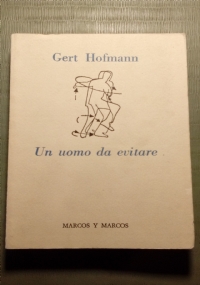 Gert Hofmann
Un uomo da evitare
MARCOS Y MARCOS